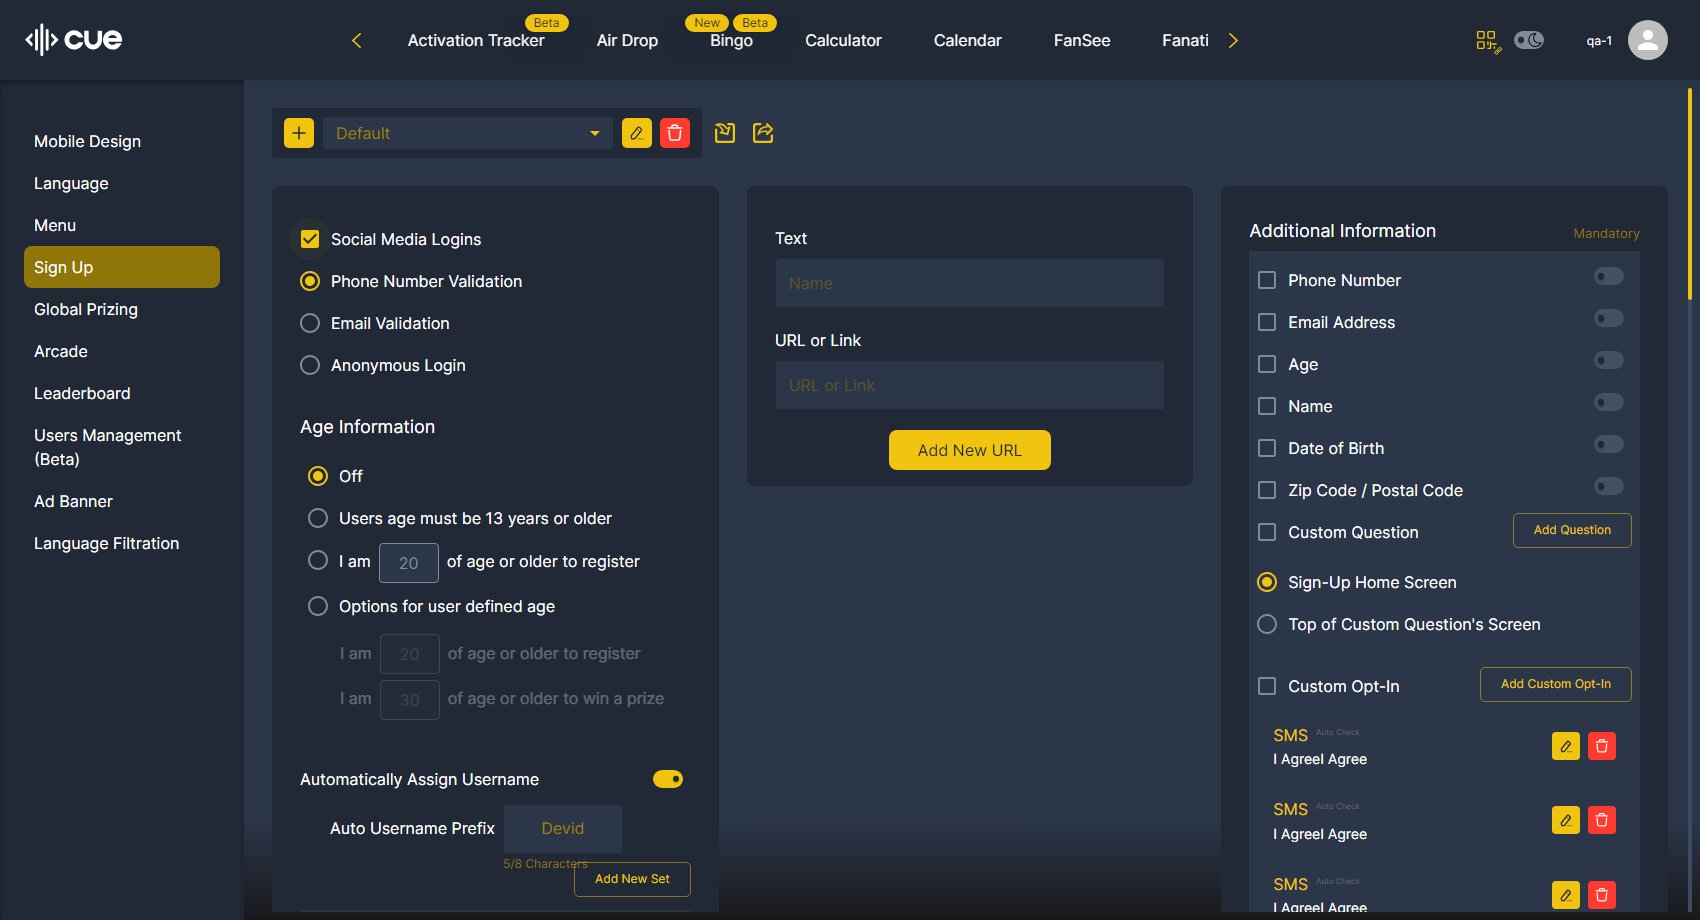 cue
Beta
New
Beta
Activation Tracker
Air Drop
Bingo
Calculator
Calendar
FanSee
Fanati
qa-1
Mobile Design
Language
Menu
Sign Up
Global Prizing
Arcade
Leaderboard
Users Management
(Beta)
Ad Banner
Language Filtration
Default
Social Media Logins
Phone Number Validation
Email Validation
Anonymous Login
Age Information
Off
Users age must be 13 years or older
I am 20 of age or older to register
Options for user defined age
I am 20 of age or older to register
I am 30 of age or older to win a prize
Automatically Assign Username
Auto Username Prefix Devid
5/8 Characters
Add New Set
Text
Name
URL or Link
URL or Link
Add New URL
Additional Information Mandatory
Phone Number
Email Address
Age
Name
Date of Birth
Zip Code / Postal Code
Custom Question Add Question
Sign-Up Home Screen
Top of Custom Question's Screen
Custom Opt-In Add Custom Opt-In
SMS Auto Check
I AgreeI Agree
SMS Auto Check
I AgreeI Agree
SMS Auto Check
I AgreeI Agree